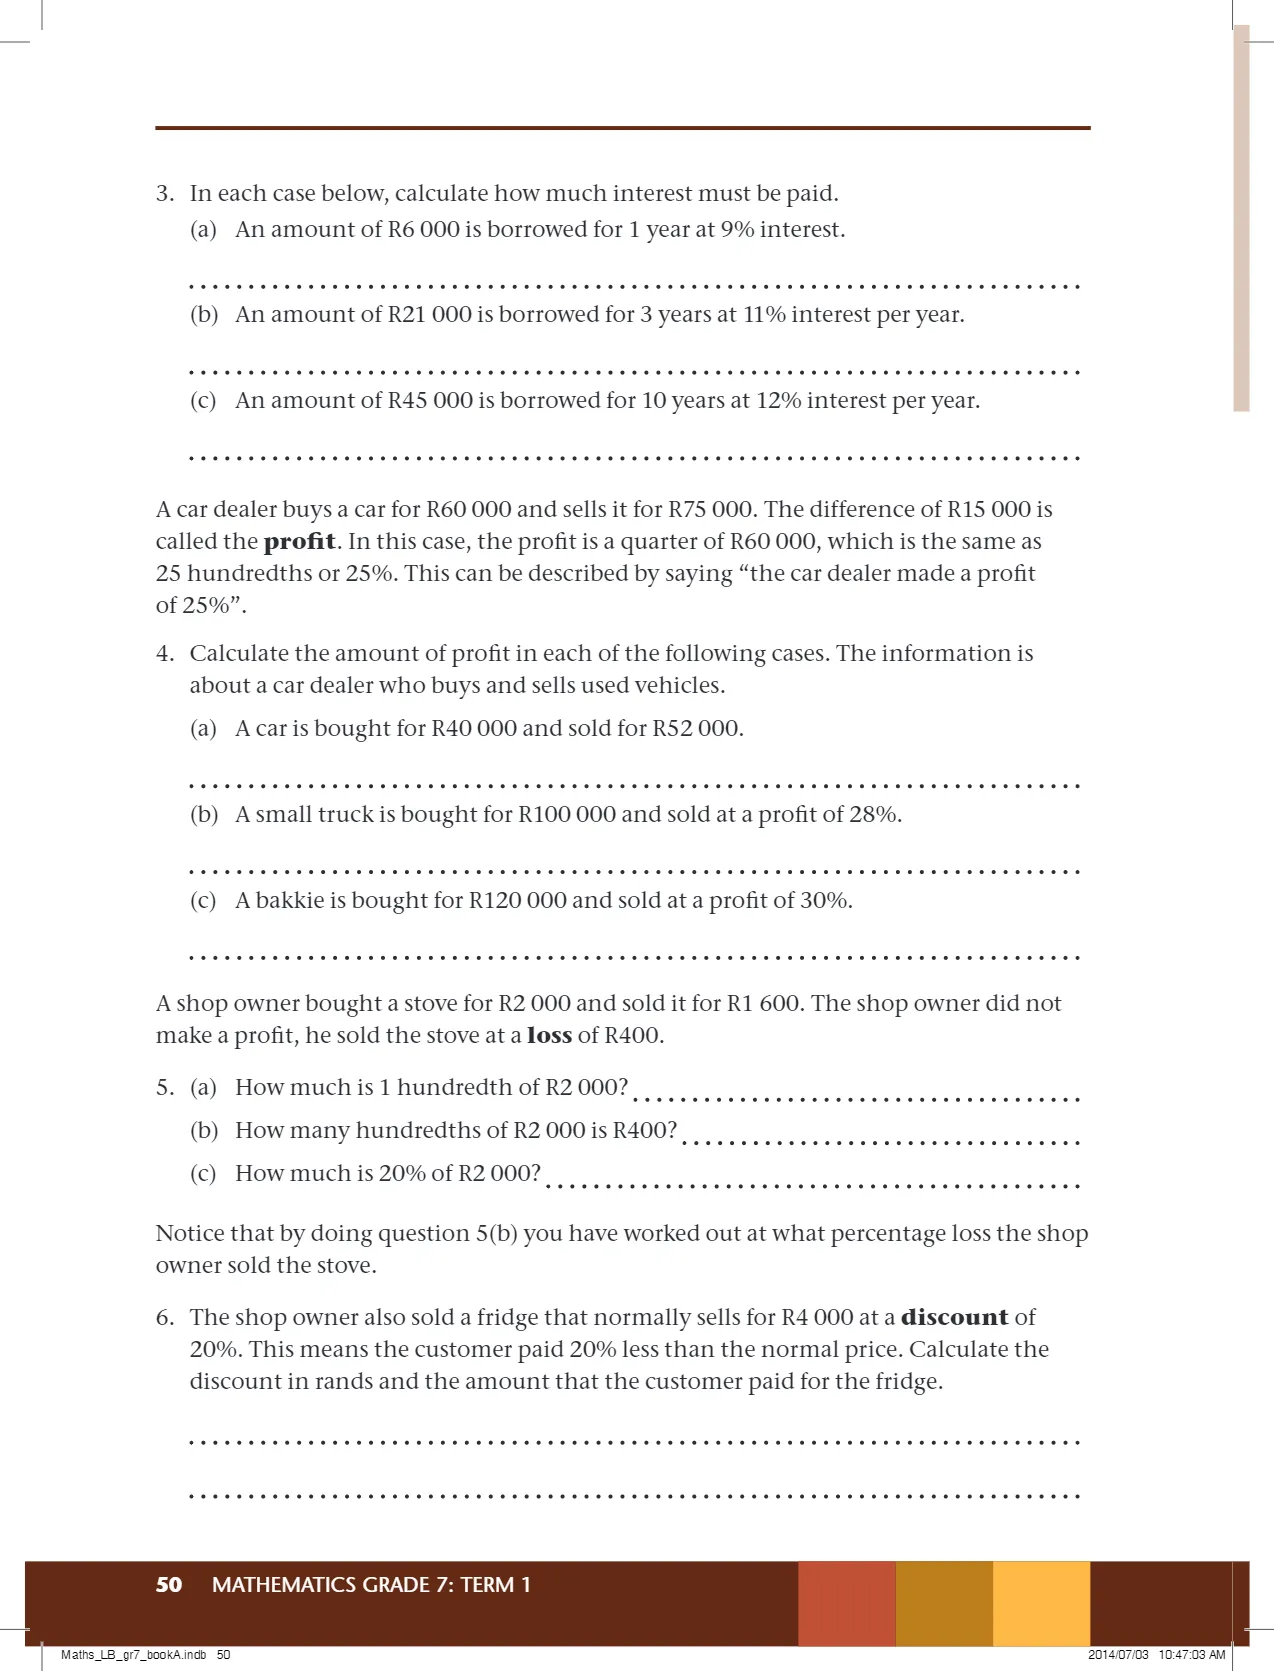 3. In each case below, calculate how much interest must be paid.
(a) An amount of R6 000 is borrowed for 1 year at 9% interest.
(b) An amount of R21 000 is borrowed for 3 years at 11% interest per year.
(c) An amount of R45 000 is borrowed for 10 years at 12% interest per year.
A car dealer buys a car for R60 000 and sells it for R75 000. The difference of R15 000 is
called the profit. In this case, the profit is a quarter of R60 000, which is the same as
25 hundredths or 25%. This can be described by saying “the car dealer made a profit
of 25%”.
4. Calculate the amount of profit in each of the following cases. The information is
about a car dealer who buys and sells used vehicles.
(a) A car is bought for R40 000 and sold for R52 000.
(b) A small truck is bought for R100 000 and sold at a profit of 28%.
(c) A bakkie is bought for R120 000 and sold at a profit of 30%.
A shop owner bought a stove for R2 000 and sold it for R1 600. The shop owner did not
make a profit, he sold the stove at a loss of R400.
5. (a) How much is 1 hundredth of R2 000?
(b) How many hundredths of R2 000 is R400?
(c) How much is 20% of R2 000?
Notice that by doing question 5(b) you have worked out at what percentage loss the shop
owner sold the stove.
6. The shop owner also sold a fridge that normally sells for R4 000 at a discount of
20%. This means the customer paid 20% less than the normal price. Calculate the
discount in rands and the amount that the customer paid for the fridge.
50 MATHEMATICS GRADE 7: TERM 1
Maths_LB_gr7_bookA.indb 50
2014/07/03 10:47:03 AM